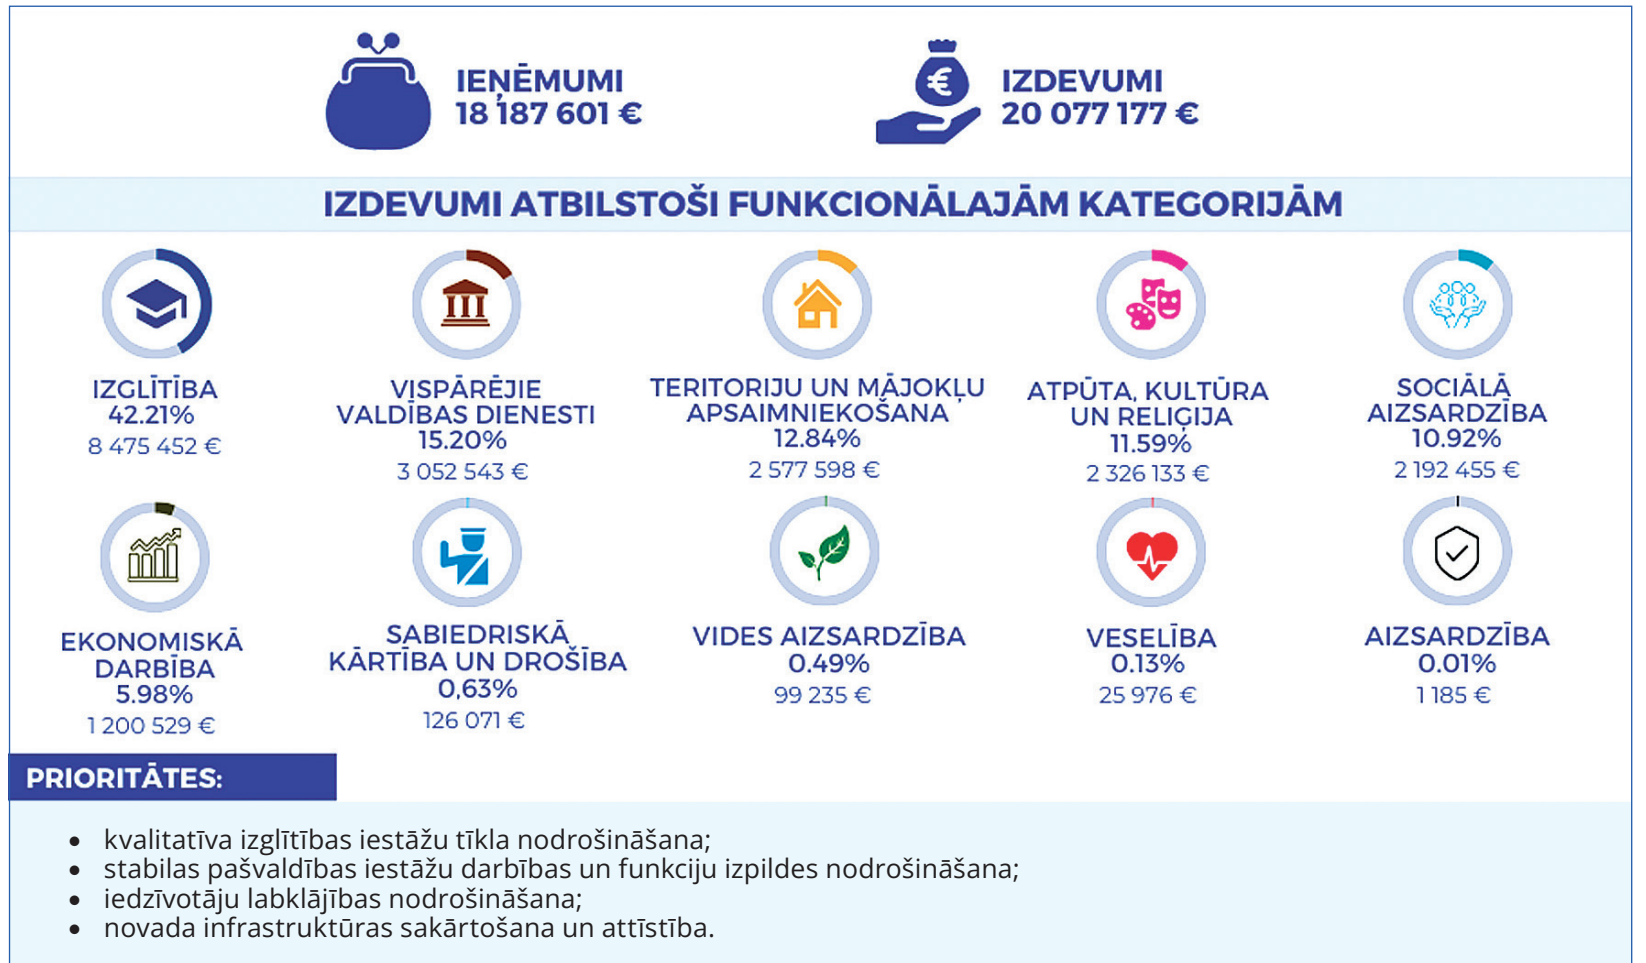 IEŅĒMUMI
18 187 601 €
IZDEVUMI
20 077 177 €
IZDEVUMI ATBILSTOŠI FUNKCIONĀLAJĀM KATEGORIJĀM
IZGLĪTĪBA
42.21%
8 475 452 €
VISPĀRĒJIE
VALDĪBAS DIENESTI
15.20%
3 052 543 €
TERITORIJU UN MĀJOKĻU
APSAIMNIEKOŠANA
12.84%
2 577 598 €
ATPŪTA, KULTŪRA
UN RELIĢIJA
11.59%
2 326 133 €
SOCIĀLĀ
AIZSARDZĪBA
10.92%
2 192 455 €
EKONOMISKĀ
DARBĪBA
5.98%
1 200 529 €
SABIEDRISKĀ
KĀRTĪBA UN DROŠĪBA
0,63%
126 071 €
VIDES AIZSARDZĪBA
0.49%
99 235 €
VESELĪBA
0.13%
25 976 €
AIZSARDZĪBA
0.01%
1 185 €
PRIORITĀTES:
• kvalitatīva izglītības iestāžu tīkla nodrošināšana;
• stabilas pašvaldības iestāžu darbības un funkciju izpildes nodrošināšana;
• iedzīvotāju labklājības nodrošināšana;
• novada infrastruktūras sakārtošana un attīstība.